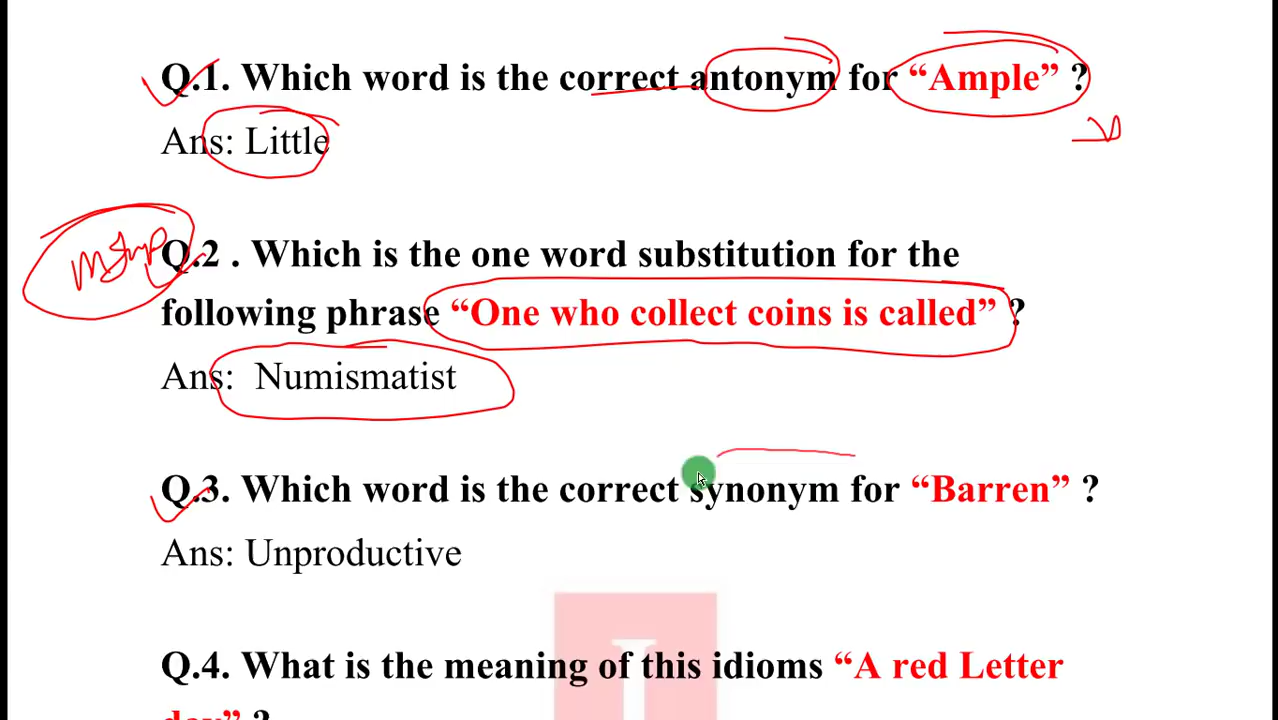 Q.1. Which word is the correct antonym for “Ample” ?
Ans: Little
Q.2 . Which is the one word substitution for the
following phrase “One who collect coins is called” ?
Ans: Numismatist
Q.3. Which word is the correct synonym for “Barren” ?
Ans: Unproductive
Q.4. What is the meaning of this idioms “A red Letter
day” ?